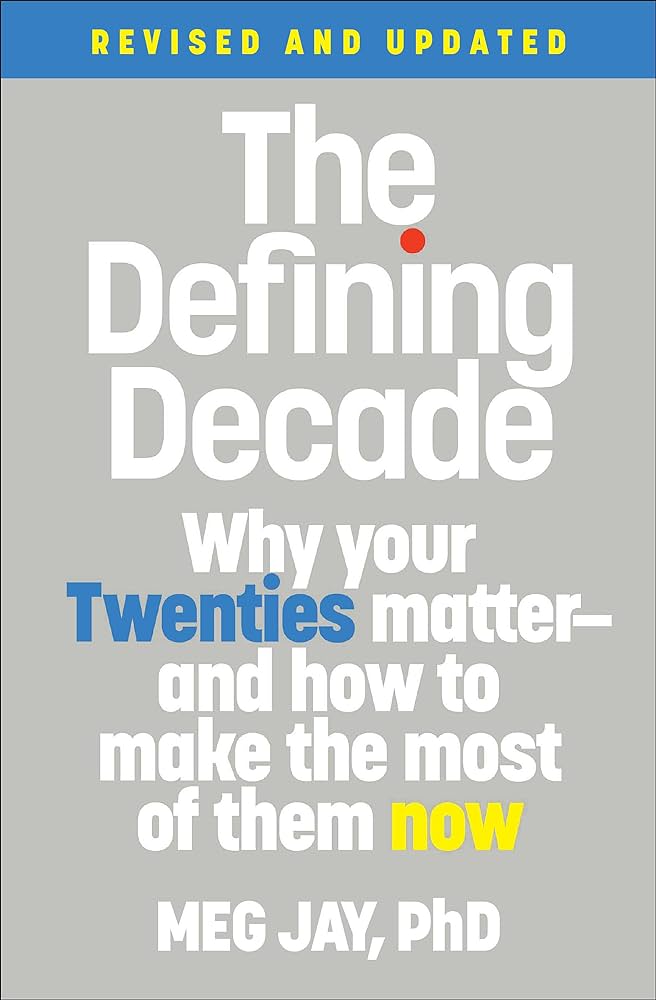 REVISED AND UPDATED
The
Defining
Decade
Why your
Twenties matter—
and how to
make the most
of them now
MEG JAY, PhD